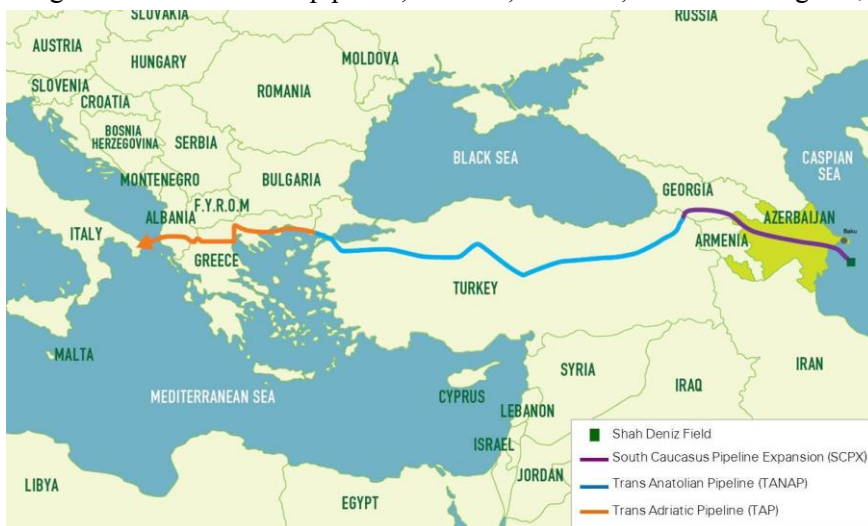 SLOVAKIA
RUSSIA
AUSTRIA
HUNGARY
MOLDOVA
SLOVENIA
CROATIA
ROMANIA
BOSNIA
HERZEGOVINA
SERBIA
BLACK SEA
CASPIAN
SEA
MONTENEGRO
BULGARIA
GEORGIA
F.Y.R.O.M
ALBANIA
AZERBAIJAN
ITALY
ARMENIA
Baku
GREECE
TURKEY
MALTA
SYRIA
IRAN
MEDITERRANEAN SEA
CYPRUS
IRAQ
LEBANON
ISRAEL
JORDAN
LIBYA
EGYPT
Shah Deniz Field
South Caucasus Pipeline Expansion (SCPX)
Trans Anatolian Pipeline (TANAP)
Trans Adriatic Pipeline (TAP)